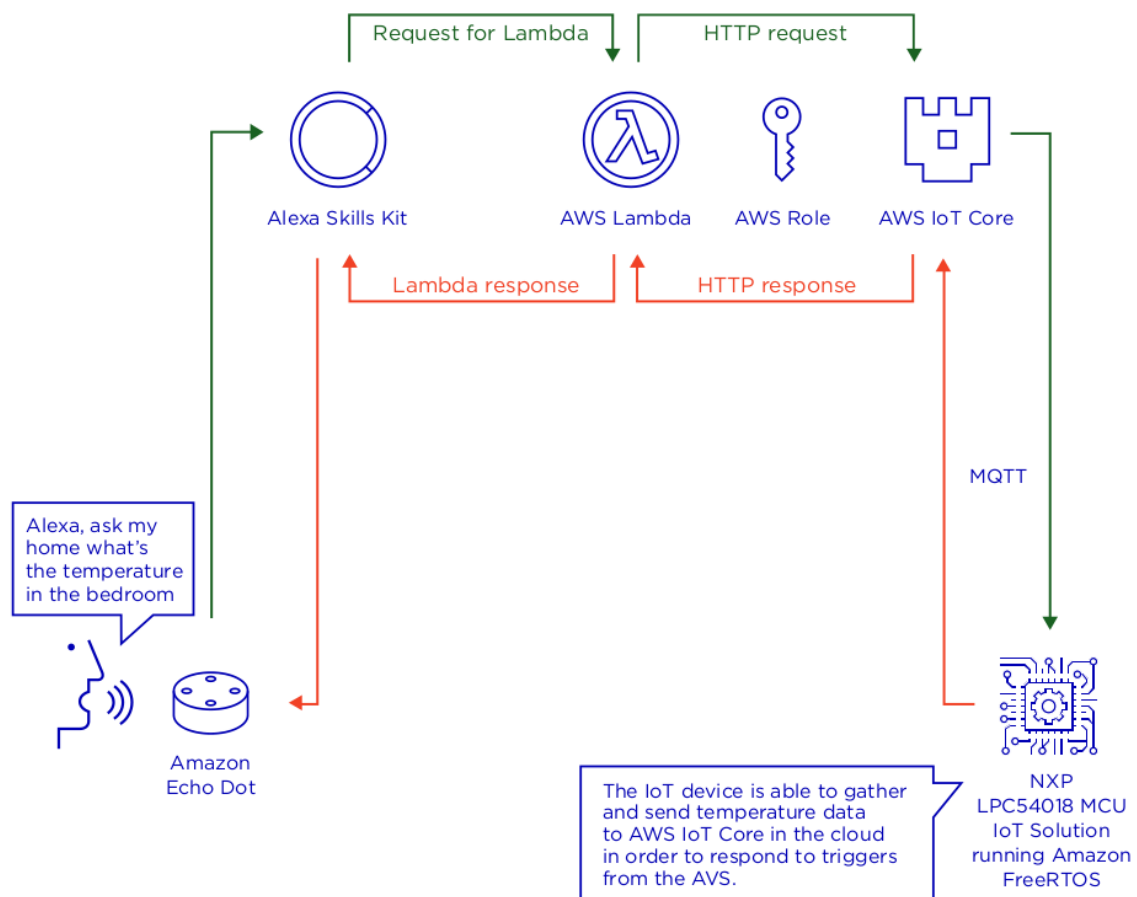 Request for Lambda
HTTP request
Alexa Skills Kit
AWS Lambda
AWS Role
AWS IoT Core
Lambda response
HTTP response
MQTT
Alexa, ask my
home what's
the temperature
in the bedroom
Amazon
Echo Dot
The IoT device is able to gather
and send temperature data
to AWS IoT Core in the cloud
in order to respond to triggers
from the AVS.
NXP
LPC54018 MCU
IoT Solution
running Amazon
FreeRTOS